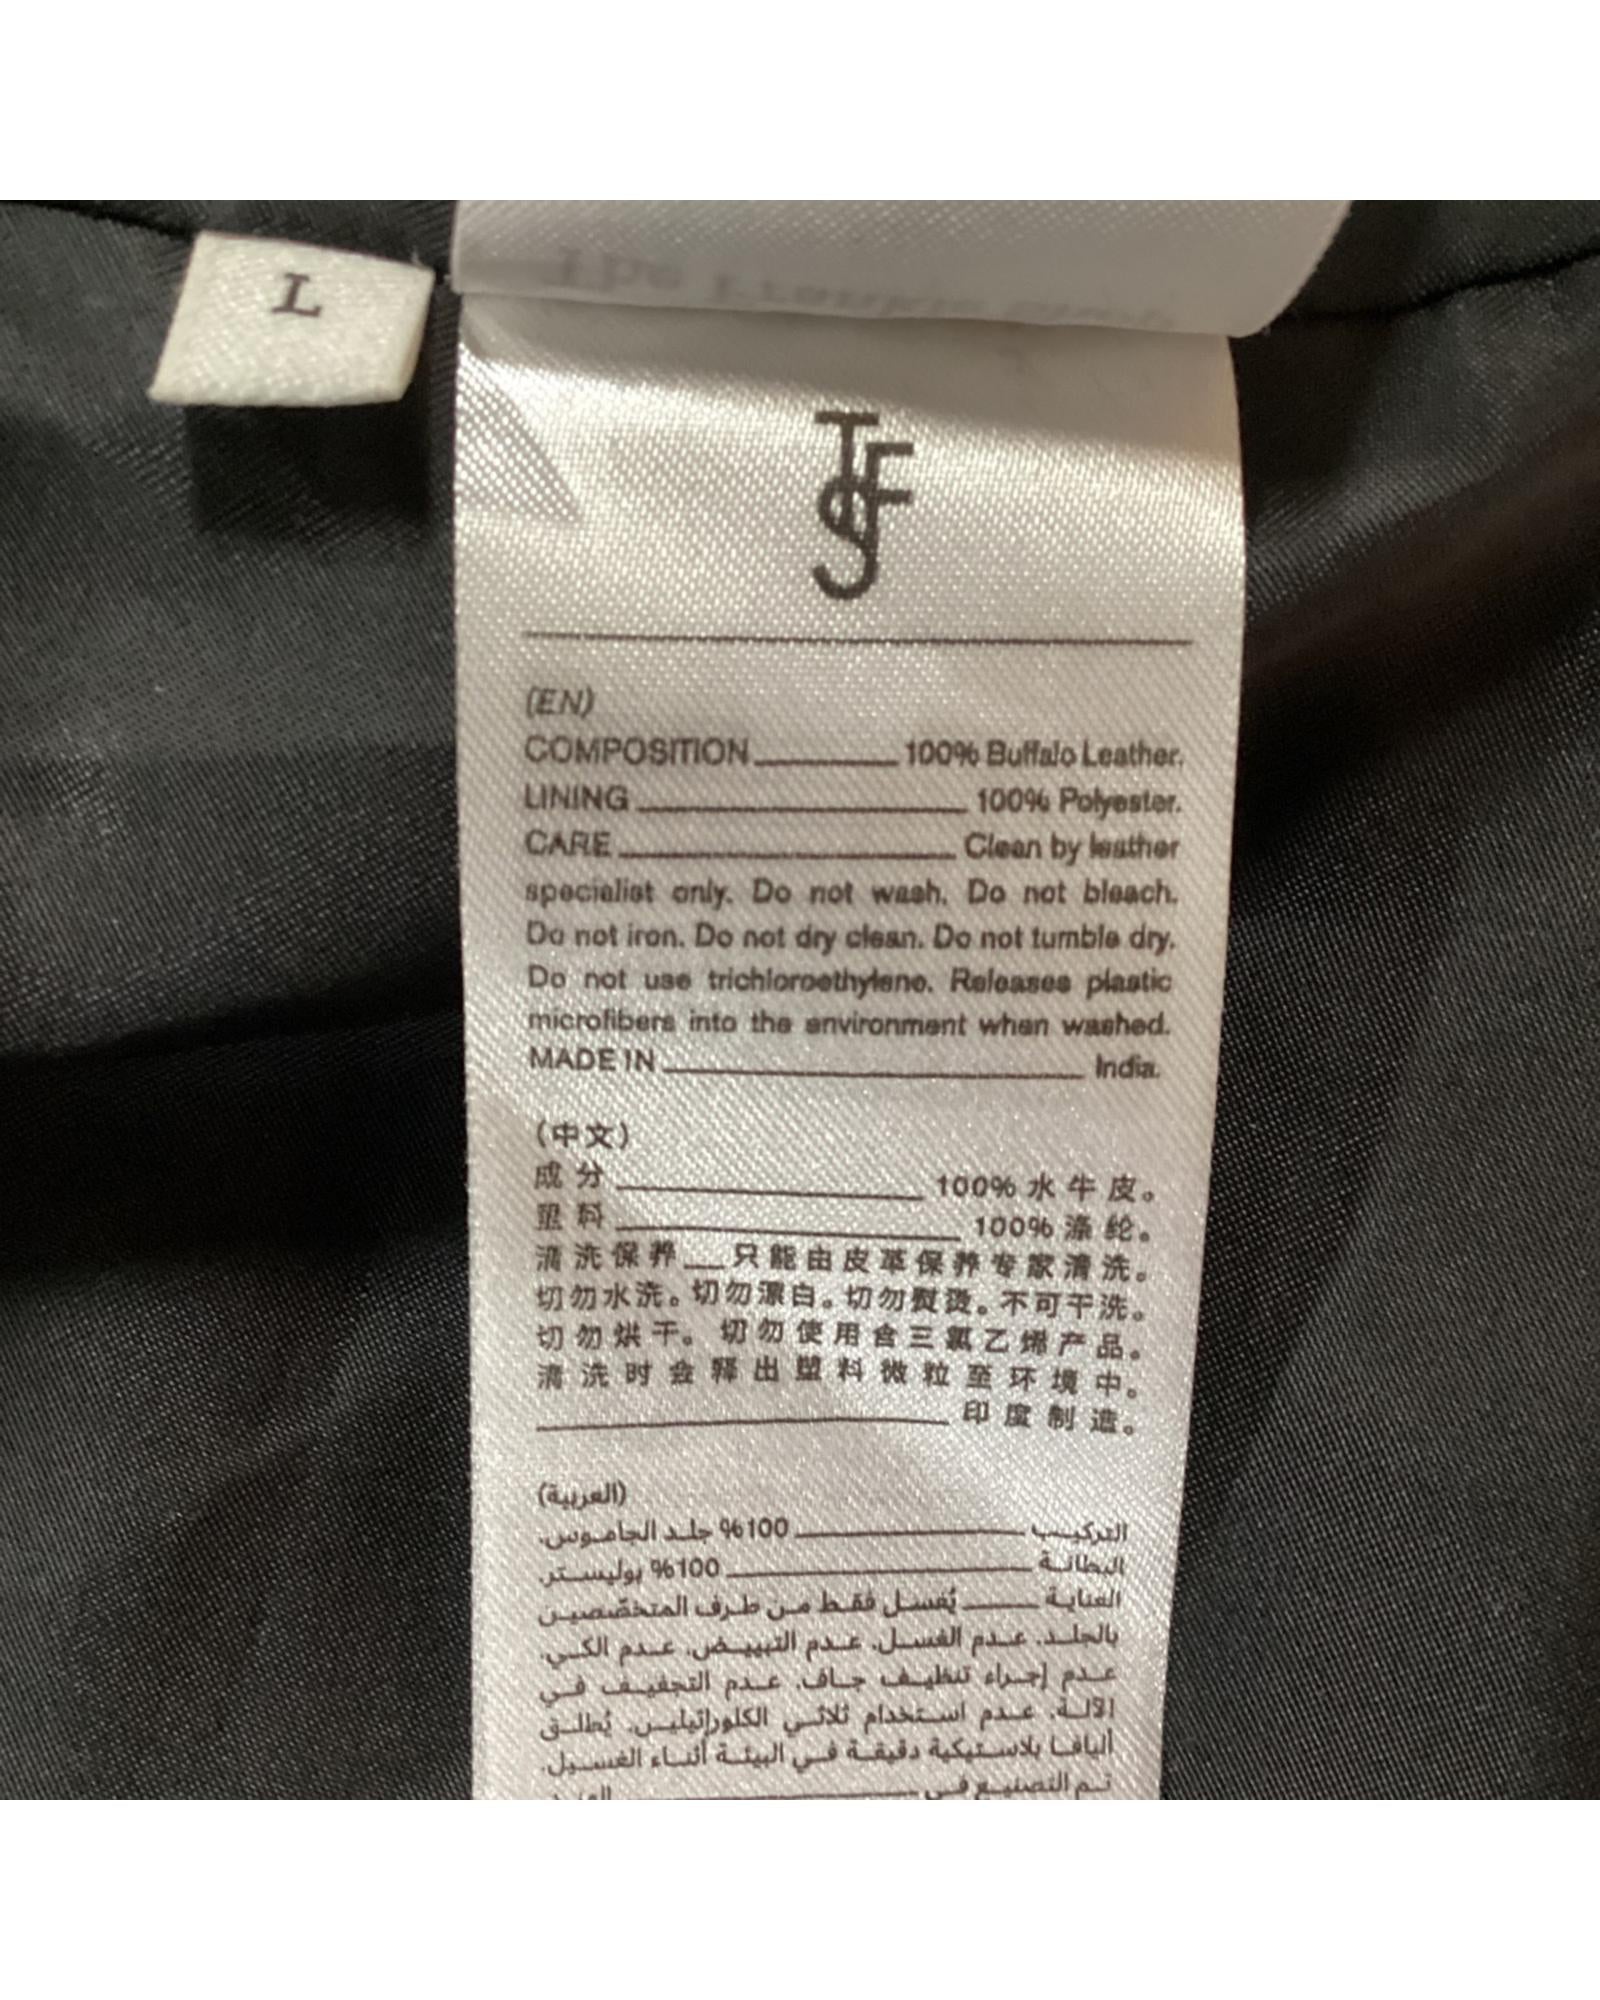 L
The Frankie Shop
TFS
(EN)
COMPOSITION 100% Buffalo Leather.
LINING 100% Polyester.
CARE Clean by leather
specialist only. Do not wash. Do not bleach.
Do not iron. Do not dry clean. Do not tumble dry.
Do not use trichloroethylene. Releases plastic
microfibers into the environment when washed.
MADE IN India.
(中文)
成分 100% 水牛皮。
里料 100% 涤纶。
清洗保养 只能由皮革保养专家清洗。
切勿水洗。切勿漂白。切勿熨烫。不可干洗。
切勿烘干。切勿使用含三氯乙烯产品。
清洗时会释出塑料微粒至环境中。
印度制造。
(العربية)
التركيب 100% جلد الجاموس.
البطانة 100% بوليستر.
العناية يُغسل فقط من طرف المتخصّصين
بالجلد. عدم الغسل. عدم التبييض. عدم الكي.
عدم إجراء تنظيف جاف. عدم التجفيف في
الآلة. عدم استخدام ثلاثي الكلوراِتيليس. يُطلق
أليافا بلاستيكية دقيقة في البيئة أثناء الغسيل.
تم التصنيع في الهند